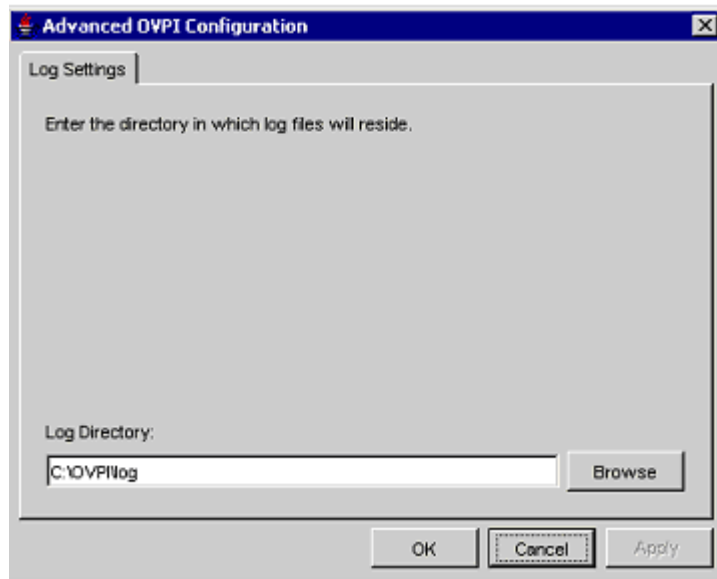 Advanced OVPI Configuration
Log Settings
Enter the directory in which log files will reside.
Log Directory:
C:\OVPI\log
Browse
OK
Cancel
Apply